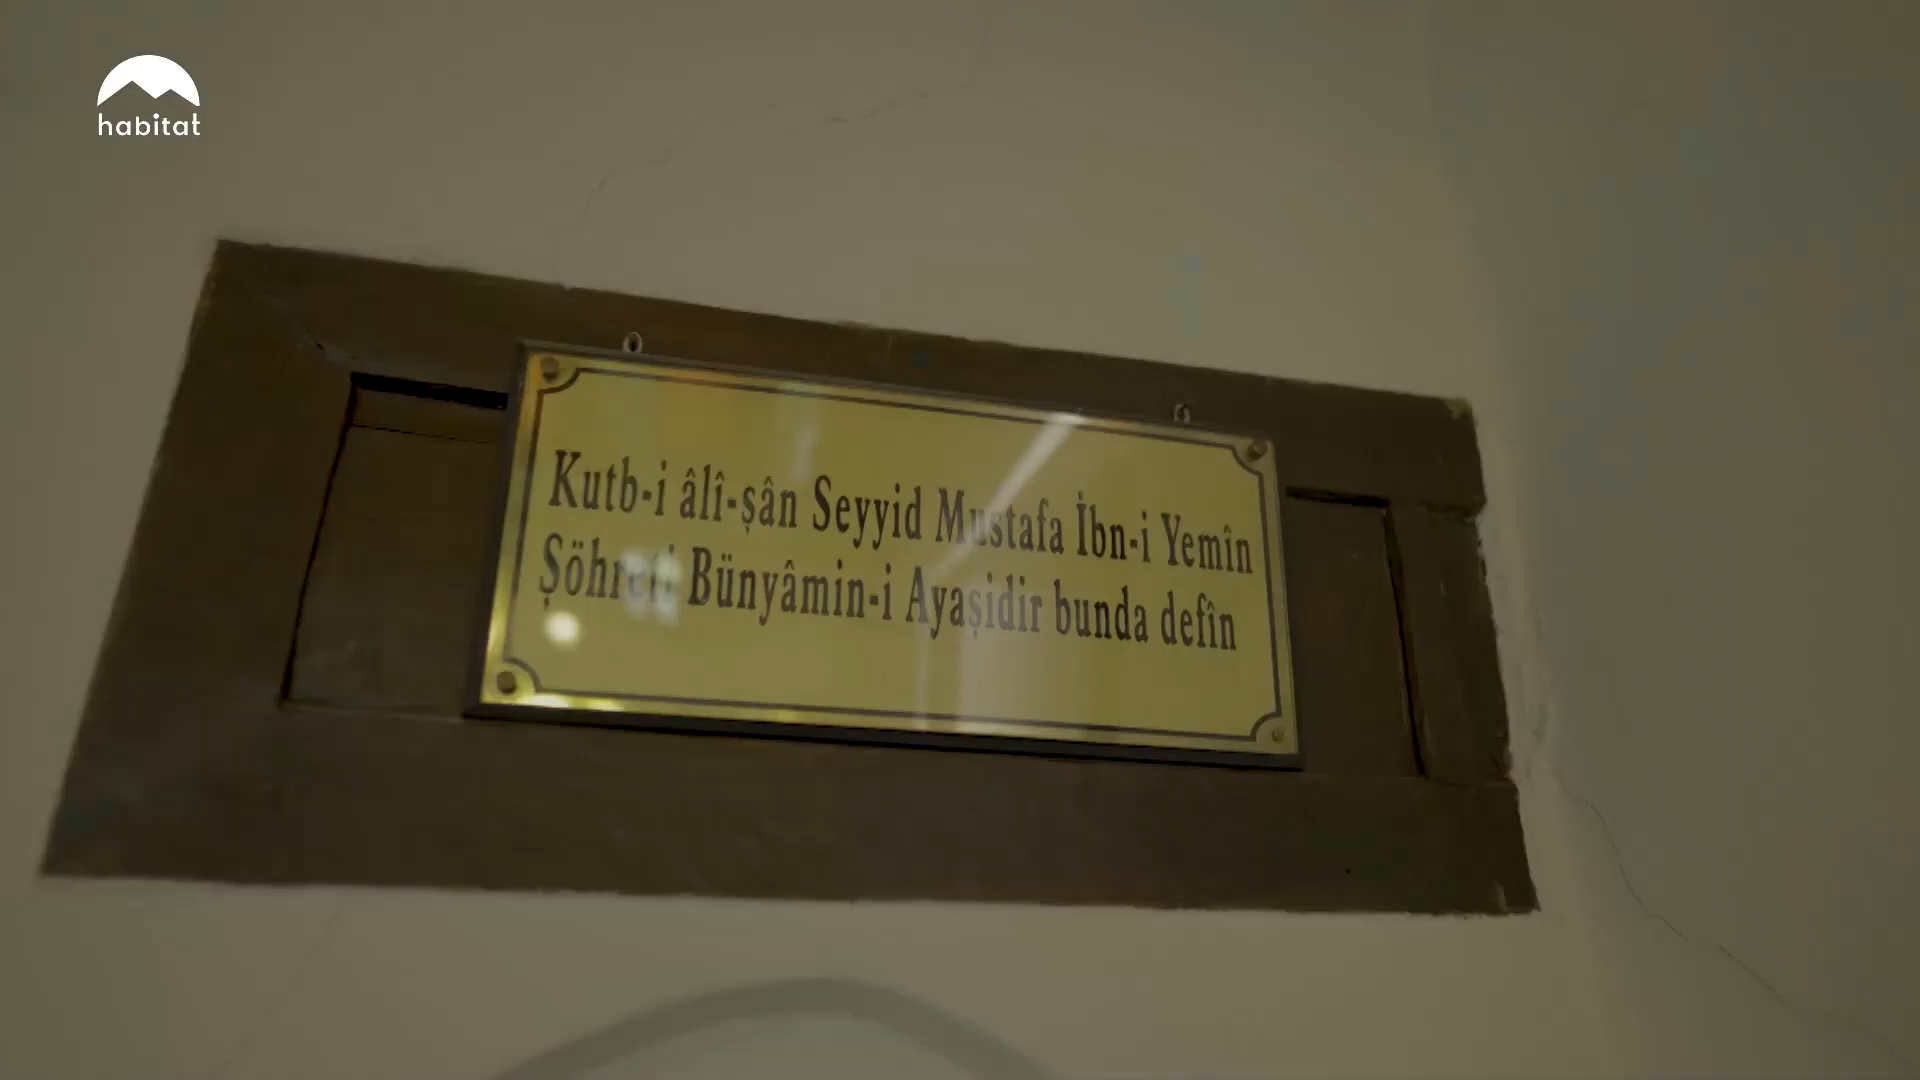 habitat
Kutb-i âlî-şân Seyyid Mustafa İbn-i Yemîn
Şöhreti Bünyâmin-i Ayaşidir bunda defîn